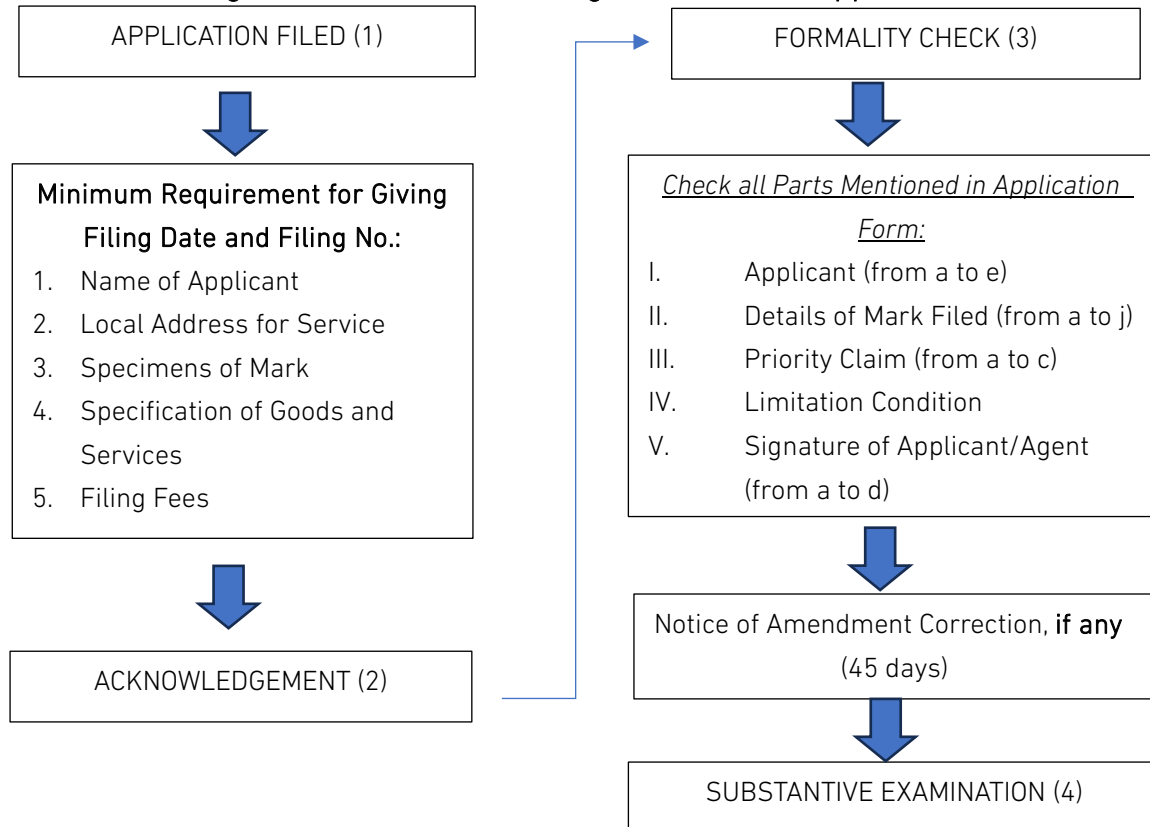 APPLICATION FILED (1)
Minimum Requirement for Giving
Filing Date and Filing No.:
1. Name of Applicant
2. Local Address for Service
3. Specimens of Mark
4. Specification of Goods and
Services
5. Filing Fees
ACKNOWLEDGEMENT (2)
FORMALITY CHECK (3)
Check all Parts Mentioned in Application
Form:
I. Applicant (from a to e)
II. Details of Mark Filed (from a to j)
III. Priority Claim (from a to c)
IV. Limitation Condition
V. Signature of Applicant/Agent
(from a to d)
Notice of Amendment Correction, if any
(45 days)
SUBSTANTIVE EXAMINATION (4)